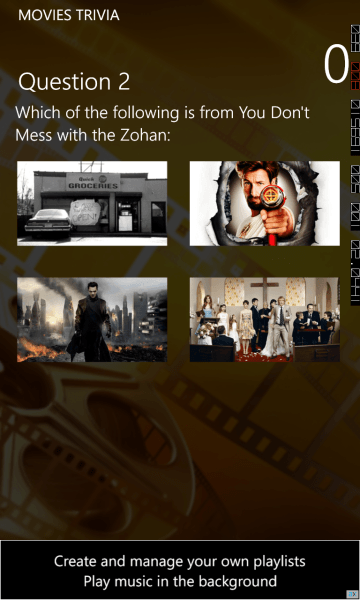 MOVIES TRIVIA
0
Question 2
Which of the following is from You Don't
Mess with the Zohan:
Quick
GROCERIES
Create and manage your own playlists
Play music in the background